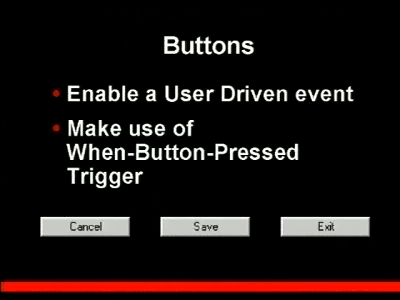 Buttons
• Enable a User Driven event
• Make use of
When-Button-Pressed
Trigger
Cancel Save Exit